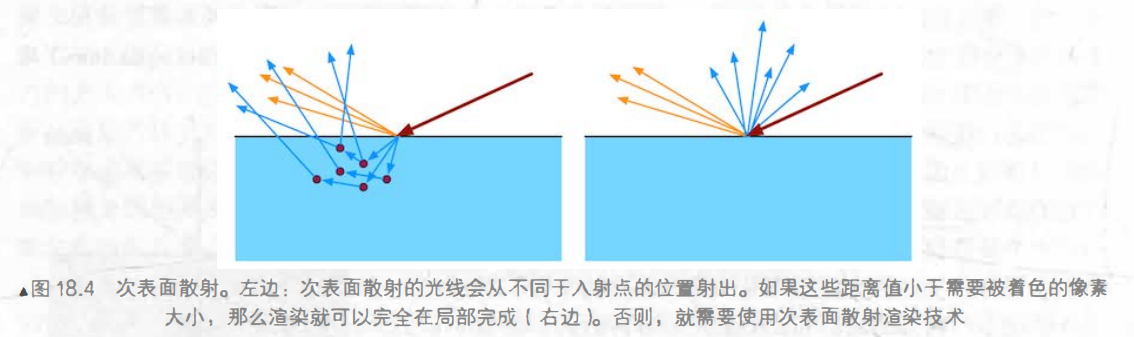 ▲图 18.4 次表面散射。左边：次表面散射的光线会从不同于入射点的位置射出。如果这些距离值小于需要被着色的像素
大小，那么渲染就可以完全在局部完成（右边）。否则，就需要使用次表面散射渲染技术